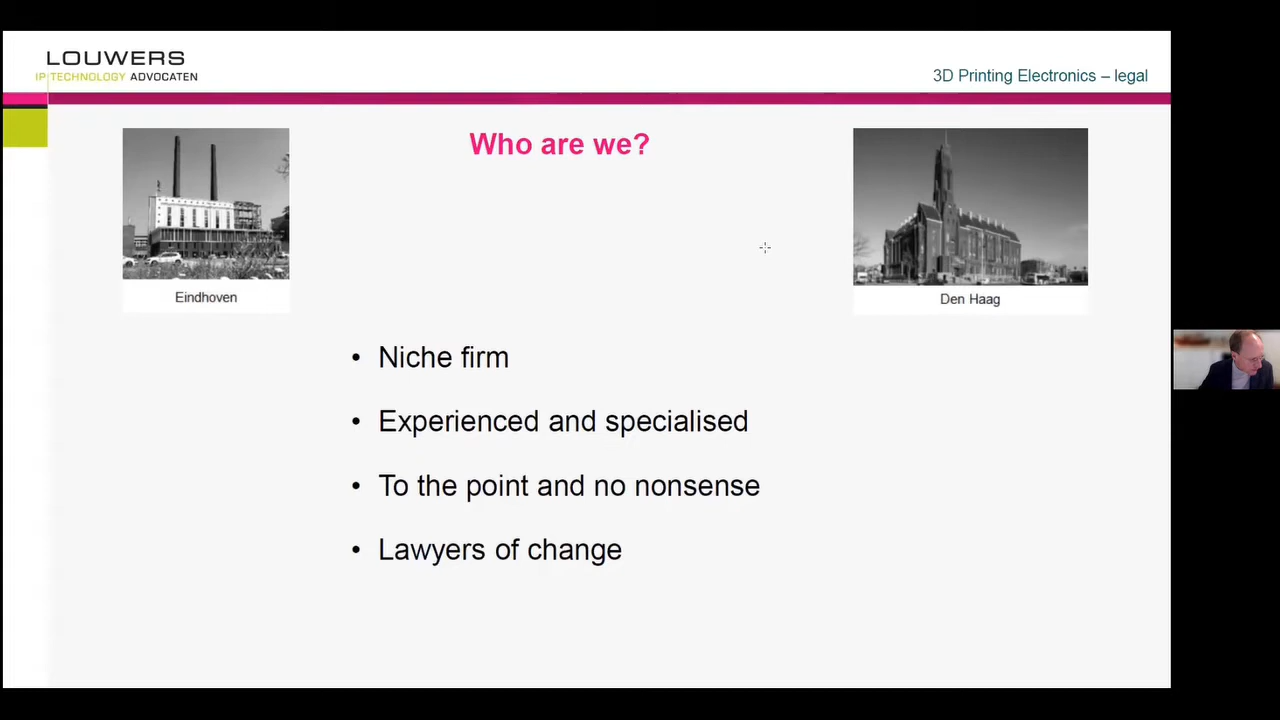 LOUWERS
IP TECHNOLOGY ADVOCATEN
3D Printing Electronics – legal
Who are we?
Eindhoven
Den Haag
• Niche firm
• Experienced and specialised
• To the point and no nonsense
• Lawyers of change